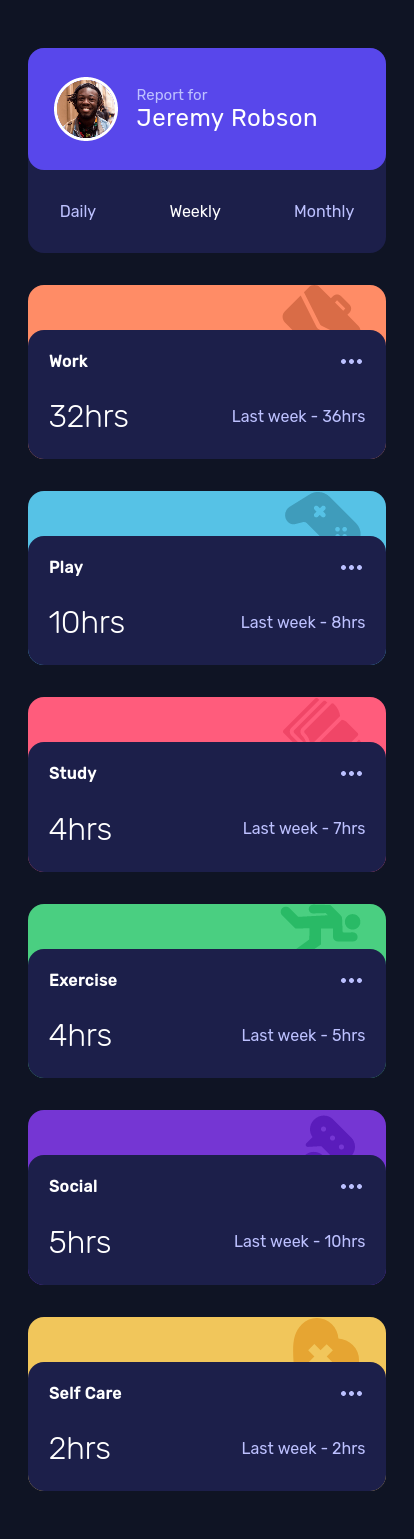 Report for
Jeremy Robson
Daily Weekly Monthly
Work
32hrs Last week - 36hrs
Play
10hrs Last week - 8hrs
Study
4hrs Last week - 7hrs
Exercise
4hrs Last week - 5hrs
Social
5hrs Last week - 10hrs
Self Care
2hrs Last week - 2hrs